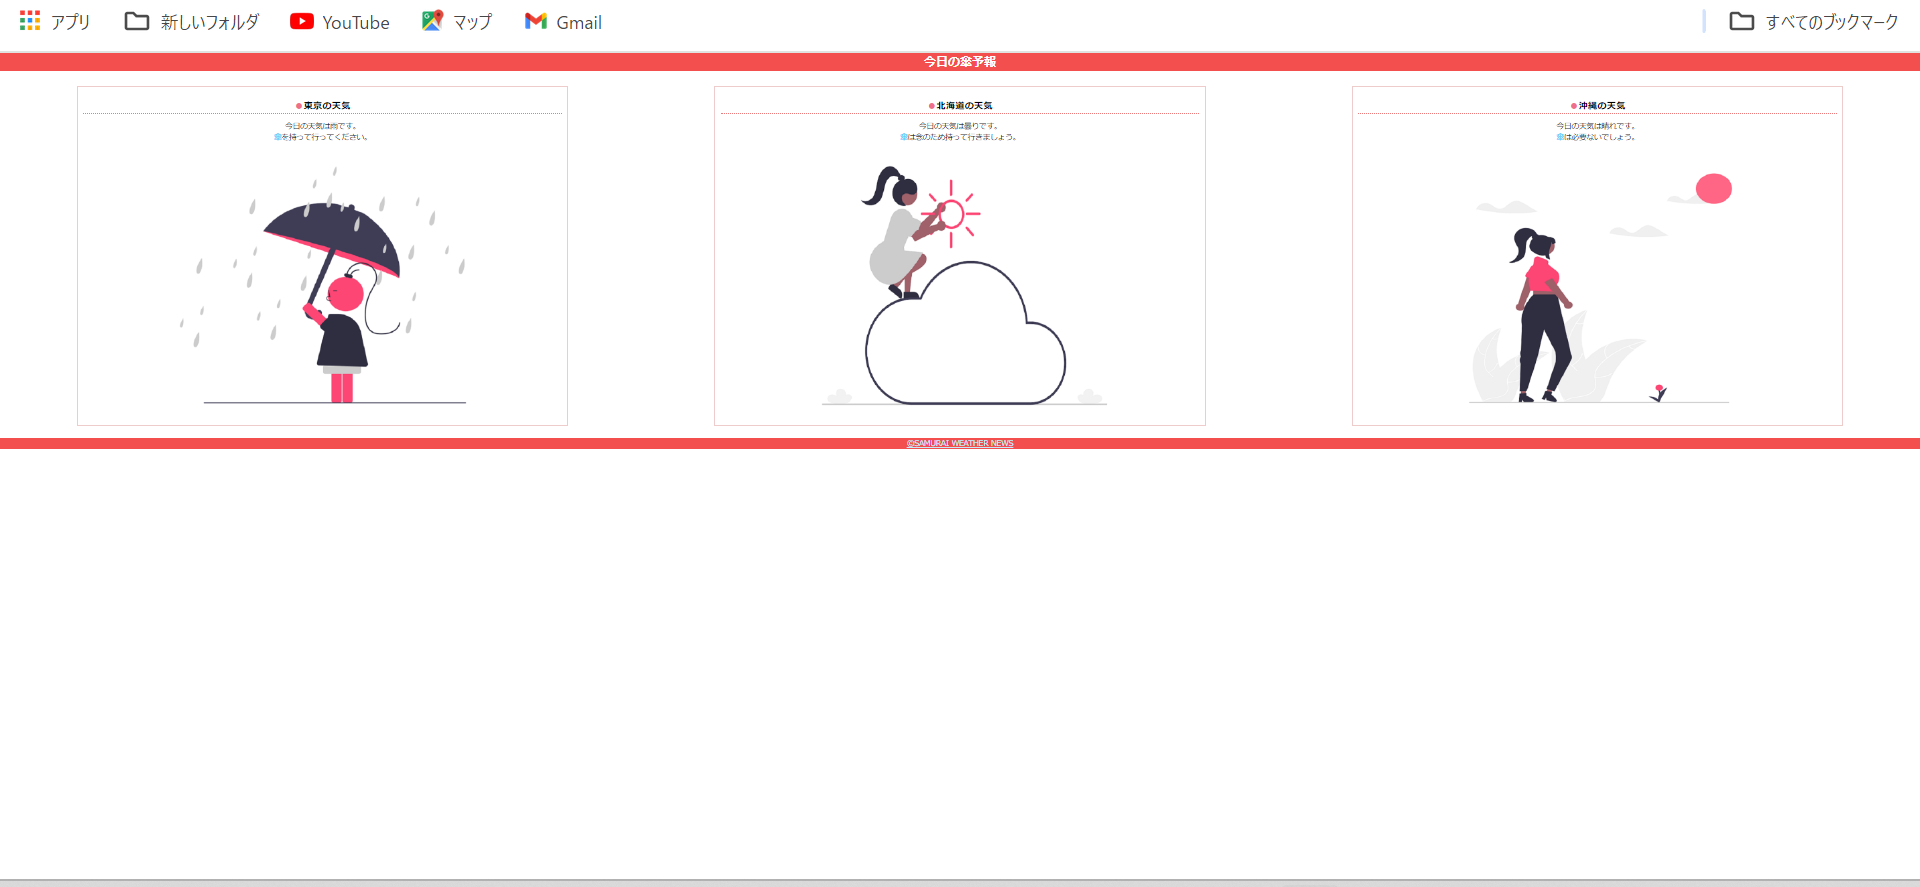 アプリ 新しいフォルダ YouTube マップ Gmail すべてのブックマーク
今日の傘予報
東京の天気
今日の天気は雨です。
傘を持って行ってください。
北海道の天気
今日の天気は曇りです。
傘は念のため持って行きましょう。
沖縄の天気
今日の天気は晴れです。
傘は必要ないでしょう。
©SAMURAI WEATHER NEWS